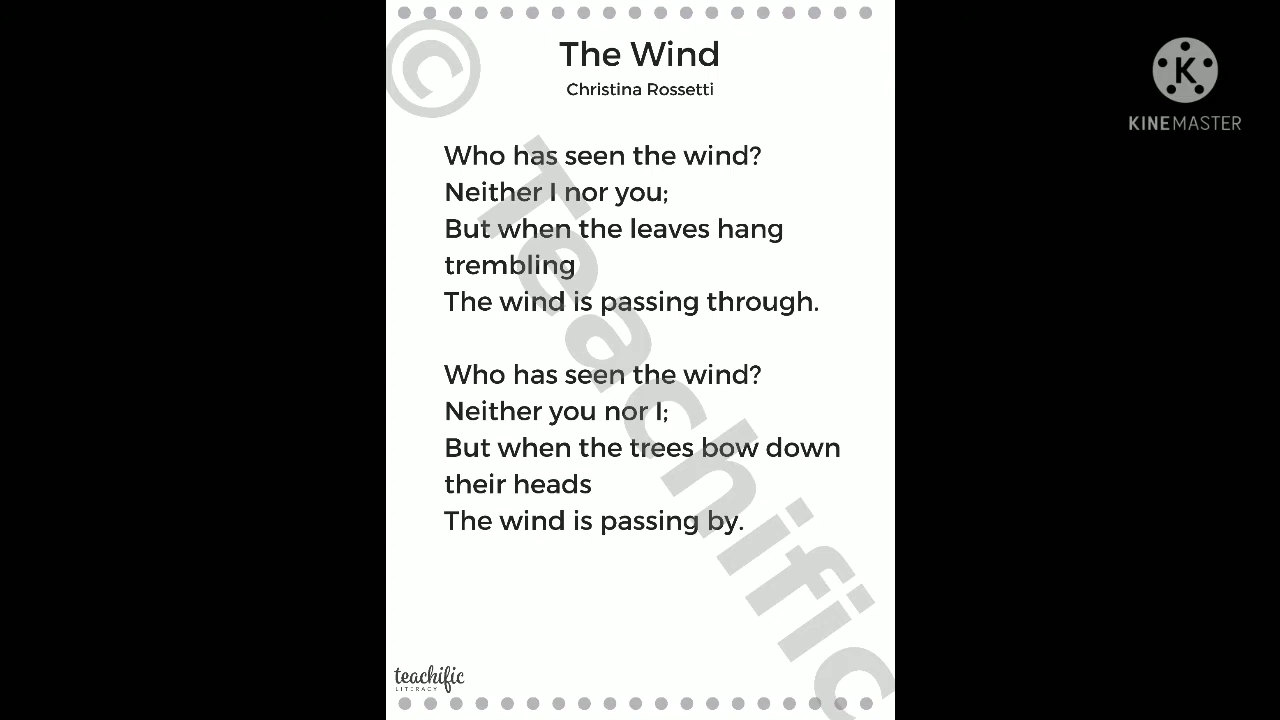 The Wind
Christina Rossetti
Who has seen the wind?
Neither I nor you;
But when the leaves hang
trembling
The wind is passing through.
Who has seen the wind?
Neither you nor I;
But when the trees bow down
their heads
The wind is passing by.
© Teachific
teachific
LITERACY
K
KINEMASTER